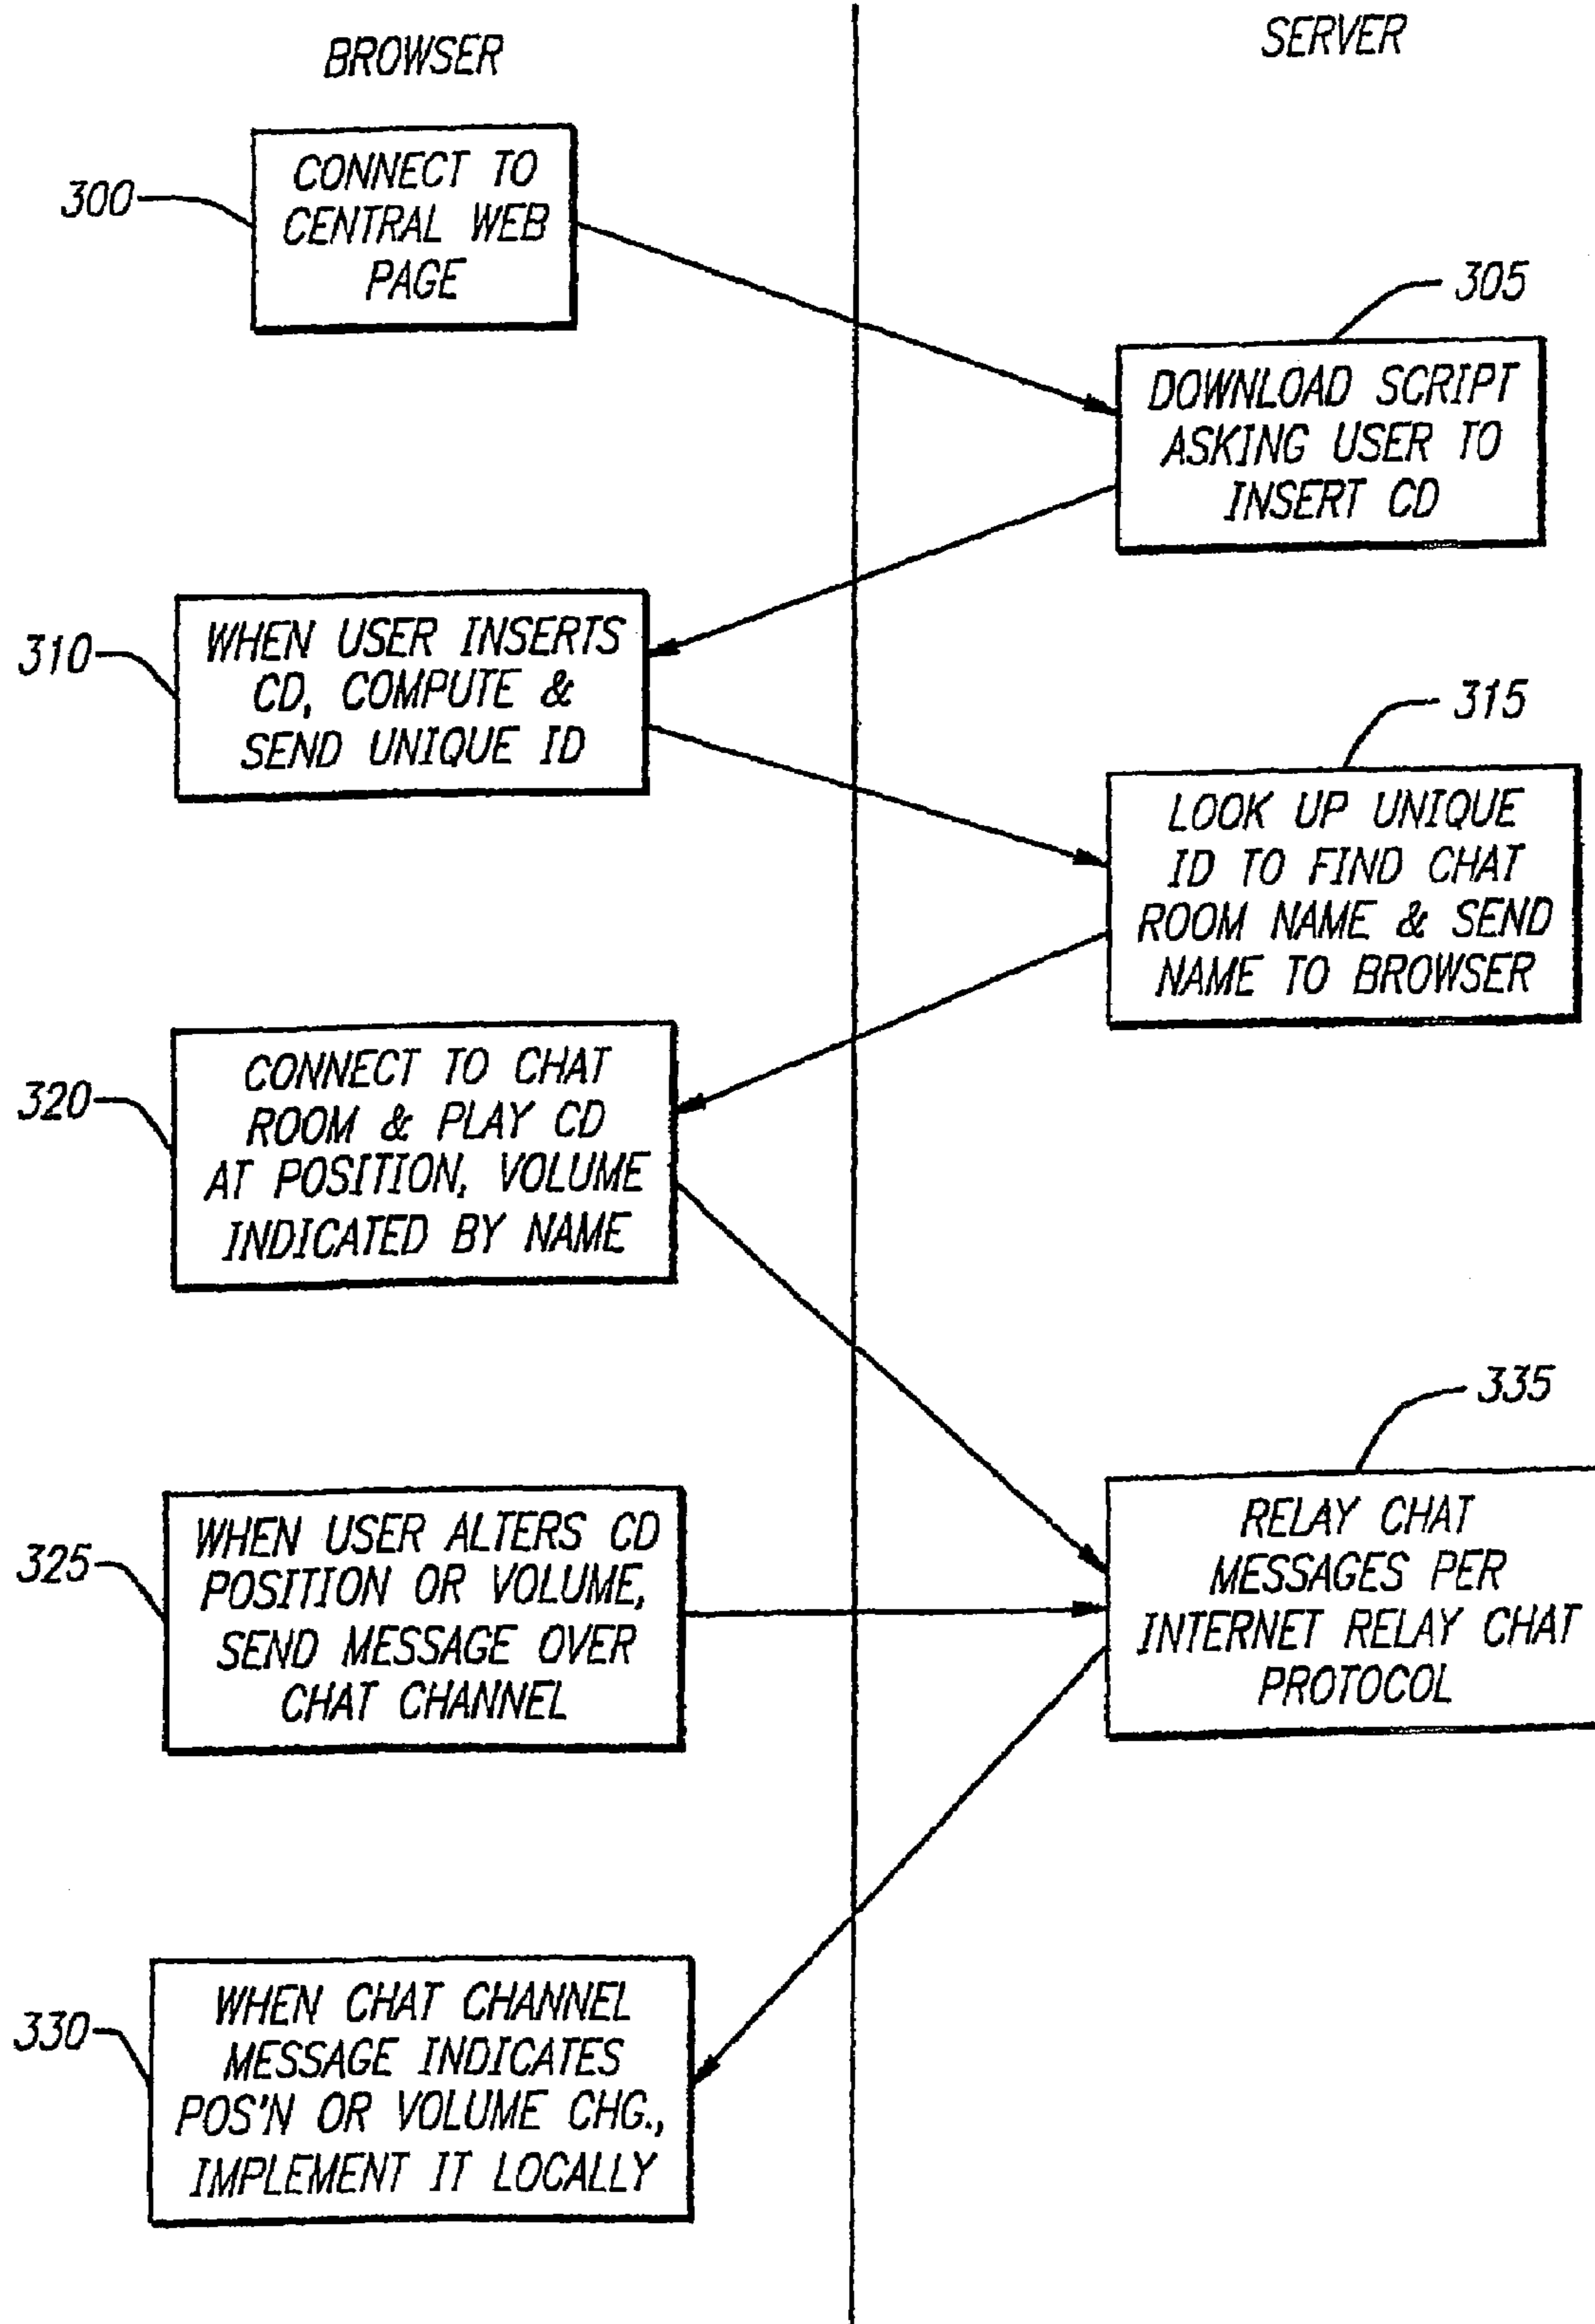 BROWSER
SERVER
300
CONNECT TO
CENTRAL WEB
PAGE
305
DOWNLOAD SCRIPT
ASKING USER TO
INSERT CD
310
WHEN USER INSERTS
CD, COMPUTE &
SEND UNIQUE ID
315
LOOK UP UNIQUE
ID TO FIND CHAT
ROOM NAME & SEND
NAME TO BROWSER
320
CONNECT TO CHAT
ROOM & PLAY CD
AT POSITION, VOLUME
INDICATED BY NAME
335
RELAY CHAT
MESSAGES PER
INTERNET RELAY CHAT
PROTOCOL
325
WHEN USER ALTERS CD
POSITION OR VOLUME,
SEND MESSAGE OVER
CHAT CHANNEL
330
WHEN CHAT CHANNEL
MESSAGE INDICATES
POS'N OR VOLUME CHG.,
IMPLEMENT IT LOCALLY